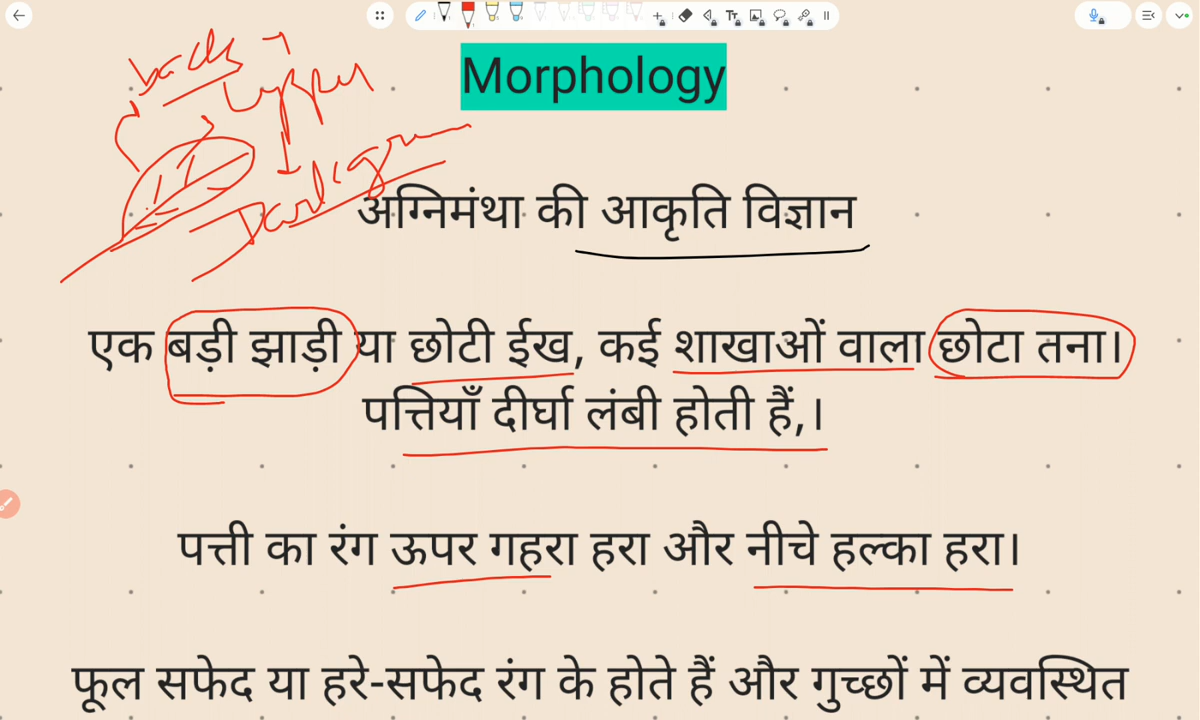 Morphology
अग्निमंथा की आकृति विज्ञान
एक बड़ी झाड़ी या छोटी ईख, कई शाखाओं वाला छोटा तना।
पत्तियाँ दीर्घा लंबी होती हैं,।
पत्ती का रंग ऊपर गहरा हरा और नीचे हल्का हरा।
फूल सफेद या हरे-सफेद रंग के होते हैं और गुच्छों में व्यवस्थित